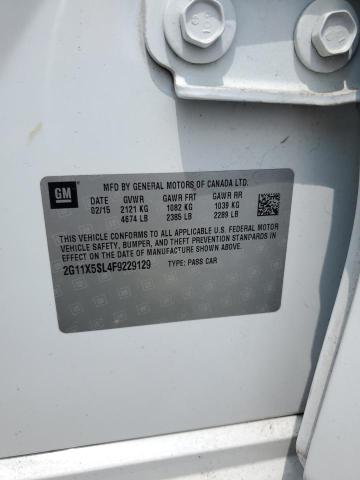 GM
MFD BY GENERAL MOTORS OF CANADA LTD.
DATE GVWR GAWR FRT GAWR RR
02/15 2121 KG 1082 KG 1039 KG
4674 LB 2385 LB 2289 LB
THIS VEHICLE CONFORMS TO ALL APPLICABLE U.S. FEDERAL MOTOR
VEHICLE SAFETY, BUMPER, AND THEFT PREVENTION STANDARDS IN
EFFECT ON THE DATE OF MANUFACTURE SHOWN ABOVE.
2G11X5SL4F9229129 TYPE: PASS CAR